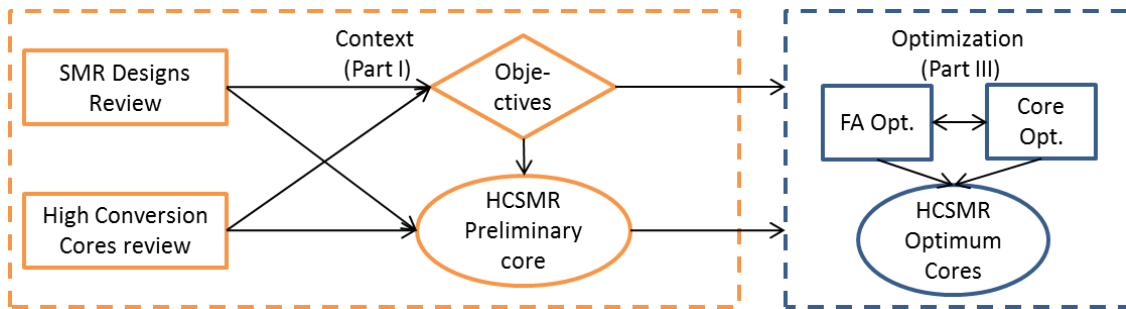 SMR Designs
Review
High Conversion
Cores review
Context
(Part I)
Obje-
ctives
HCSMR
Preliminary
core
Optimization
(Part III)
FA Opt.
Core
Opt.
HCSMR
Optimum
Cores